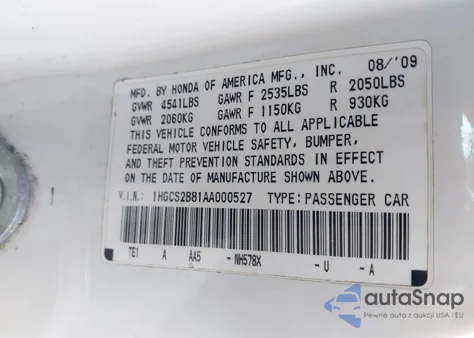 MFD. BY HONDA OF AMERICA MFG., INC. 08/'09
GVWR 4541LBS GAWR F 2535LBS R 2050LBS
GVWR 2060KG GAWR F 1150KG R 930KG
THIS VEHICLE CONFORMS TO ALL APPLICABLE
FEDERAL MOTOR VEHICLE SAFETY, BUMPER,
AND THEFT PREVENTION STANDARDS IN EFFECT
ON THE DATE OF MANUFACTURE SHOWN ABOVE.
V.I.N.: 1HGCS2B81AA000527 TYPE: PASSENGER CAR
TE1 A AA5 - NH578X - U - A
autoSnap
Pewne auta z aukcji USA i EU